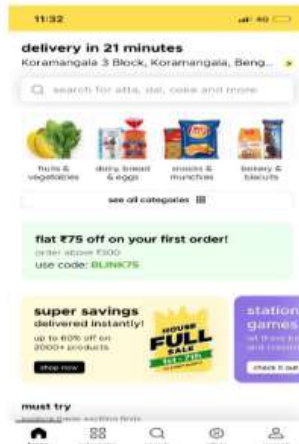 11:32
4G
delivery in 21 minutes
Koramangala 3 Block, Koramangala, Beng...
search for atta, dal, coke and more
fruits &
vegetables
dairy, bread
& eggs
snacks &
munchies
bakery &
biscuits
see all categories
flat ₹75 off on your first order!
order above ₹300
use code: BLINK75
super savings
delivered instantly!
up to 60% off on
2000+ products
shop now
HOUSE
FULL
SALE
1st - 7th
station
games
check it out
must try